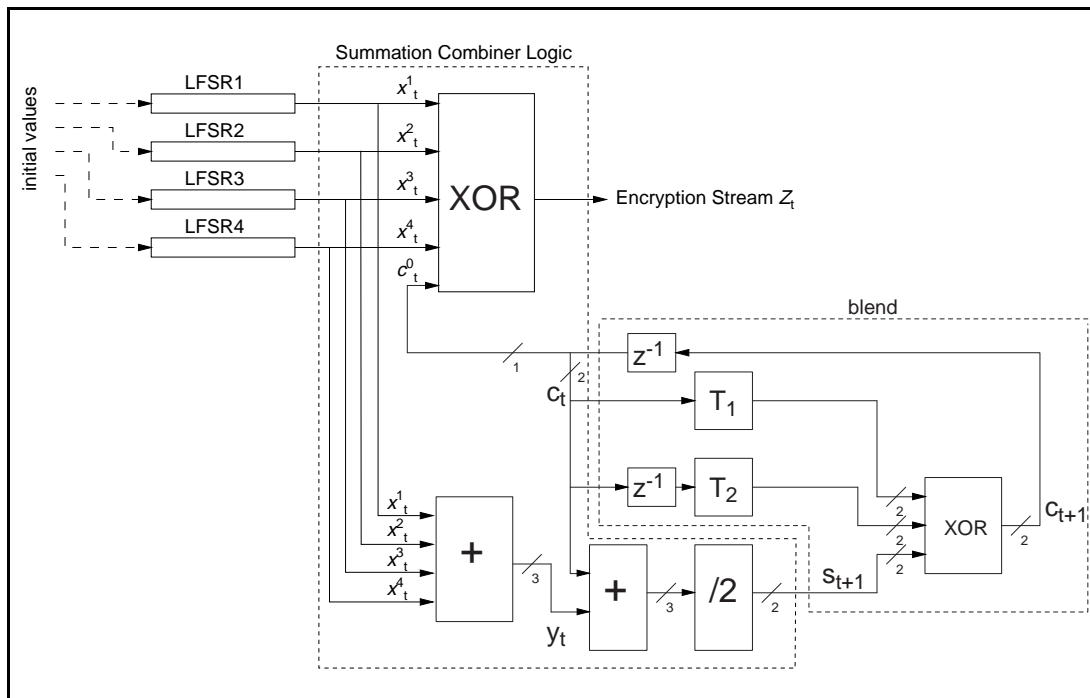 Summation Combiner Logic
initial values
LFSR1
LFSR2
LFSR3
LFSR4
x¹ₜ
x²ₜ
x³ₜ
x⁴ₜ
c⁰ₜ
XOR
Encryption Stream Zₜ
blend
z⁻¹
1
2
2
cₜ
T₁
z⁻¹
T₂
x¹ₜ
x²ₜ
x³ₜ
x⁴ₜ
+
3
yₜ
+
3
/2
2
sₜ₊₁
2
2
2
XOR
2
cₜ₊₁